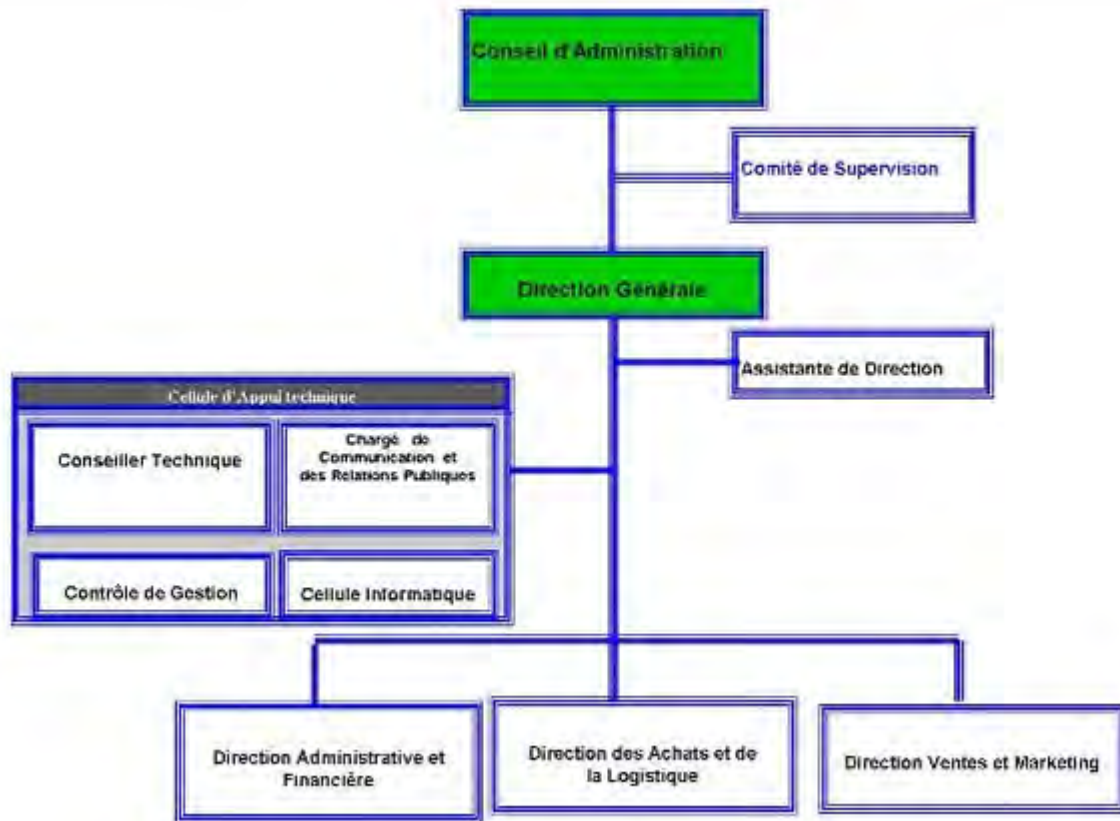 Conseil d'Administration
Comité de Supervision
Direction Générale
Assistante de Direction
Cellule d'Appui technique
Conseiller Technique
Chargé de
Communication et
des Relations Publiques
Contrôle de Gestion
Cellule Informatique
Direction Administrative et
Financière
Direction des Achats et de
la Logistique
Direction Ventes et Marketing